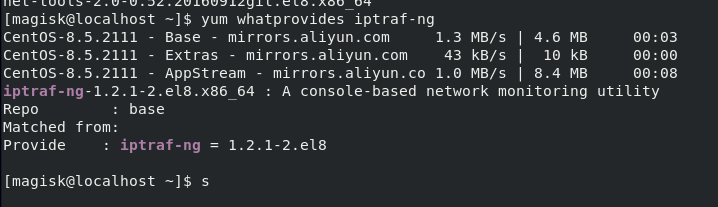 net-tools-2.0-0.52.20160912git.el8.x86_64
[magisk@localhost ~]$ yum whatprovides iptraf-ng
CentOS-8.5.2111 - Base - mirrors.aliyun.com     1.3 MB/s | 4.6 MB     00:03
CentOS-8.5.2111 - Extras - mirrors.aliyun.com    43 kB/s |  10 kB     00:00
CentOS-8.5.2111 - AppStream - mirrors.aliyun.co 1.0 MB/s | 8.4 MB     00:08
iptraf-ng-1.2.1-2.el8.x86_64 : A console-based network monitoring utility
Repo        : base
Matched from:
Provide    : iptraf-ng = 1.2.1-2.el8
[magisk@localhost ~]$ s